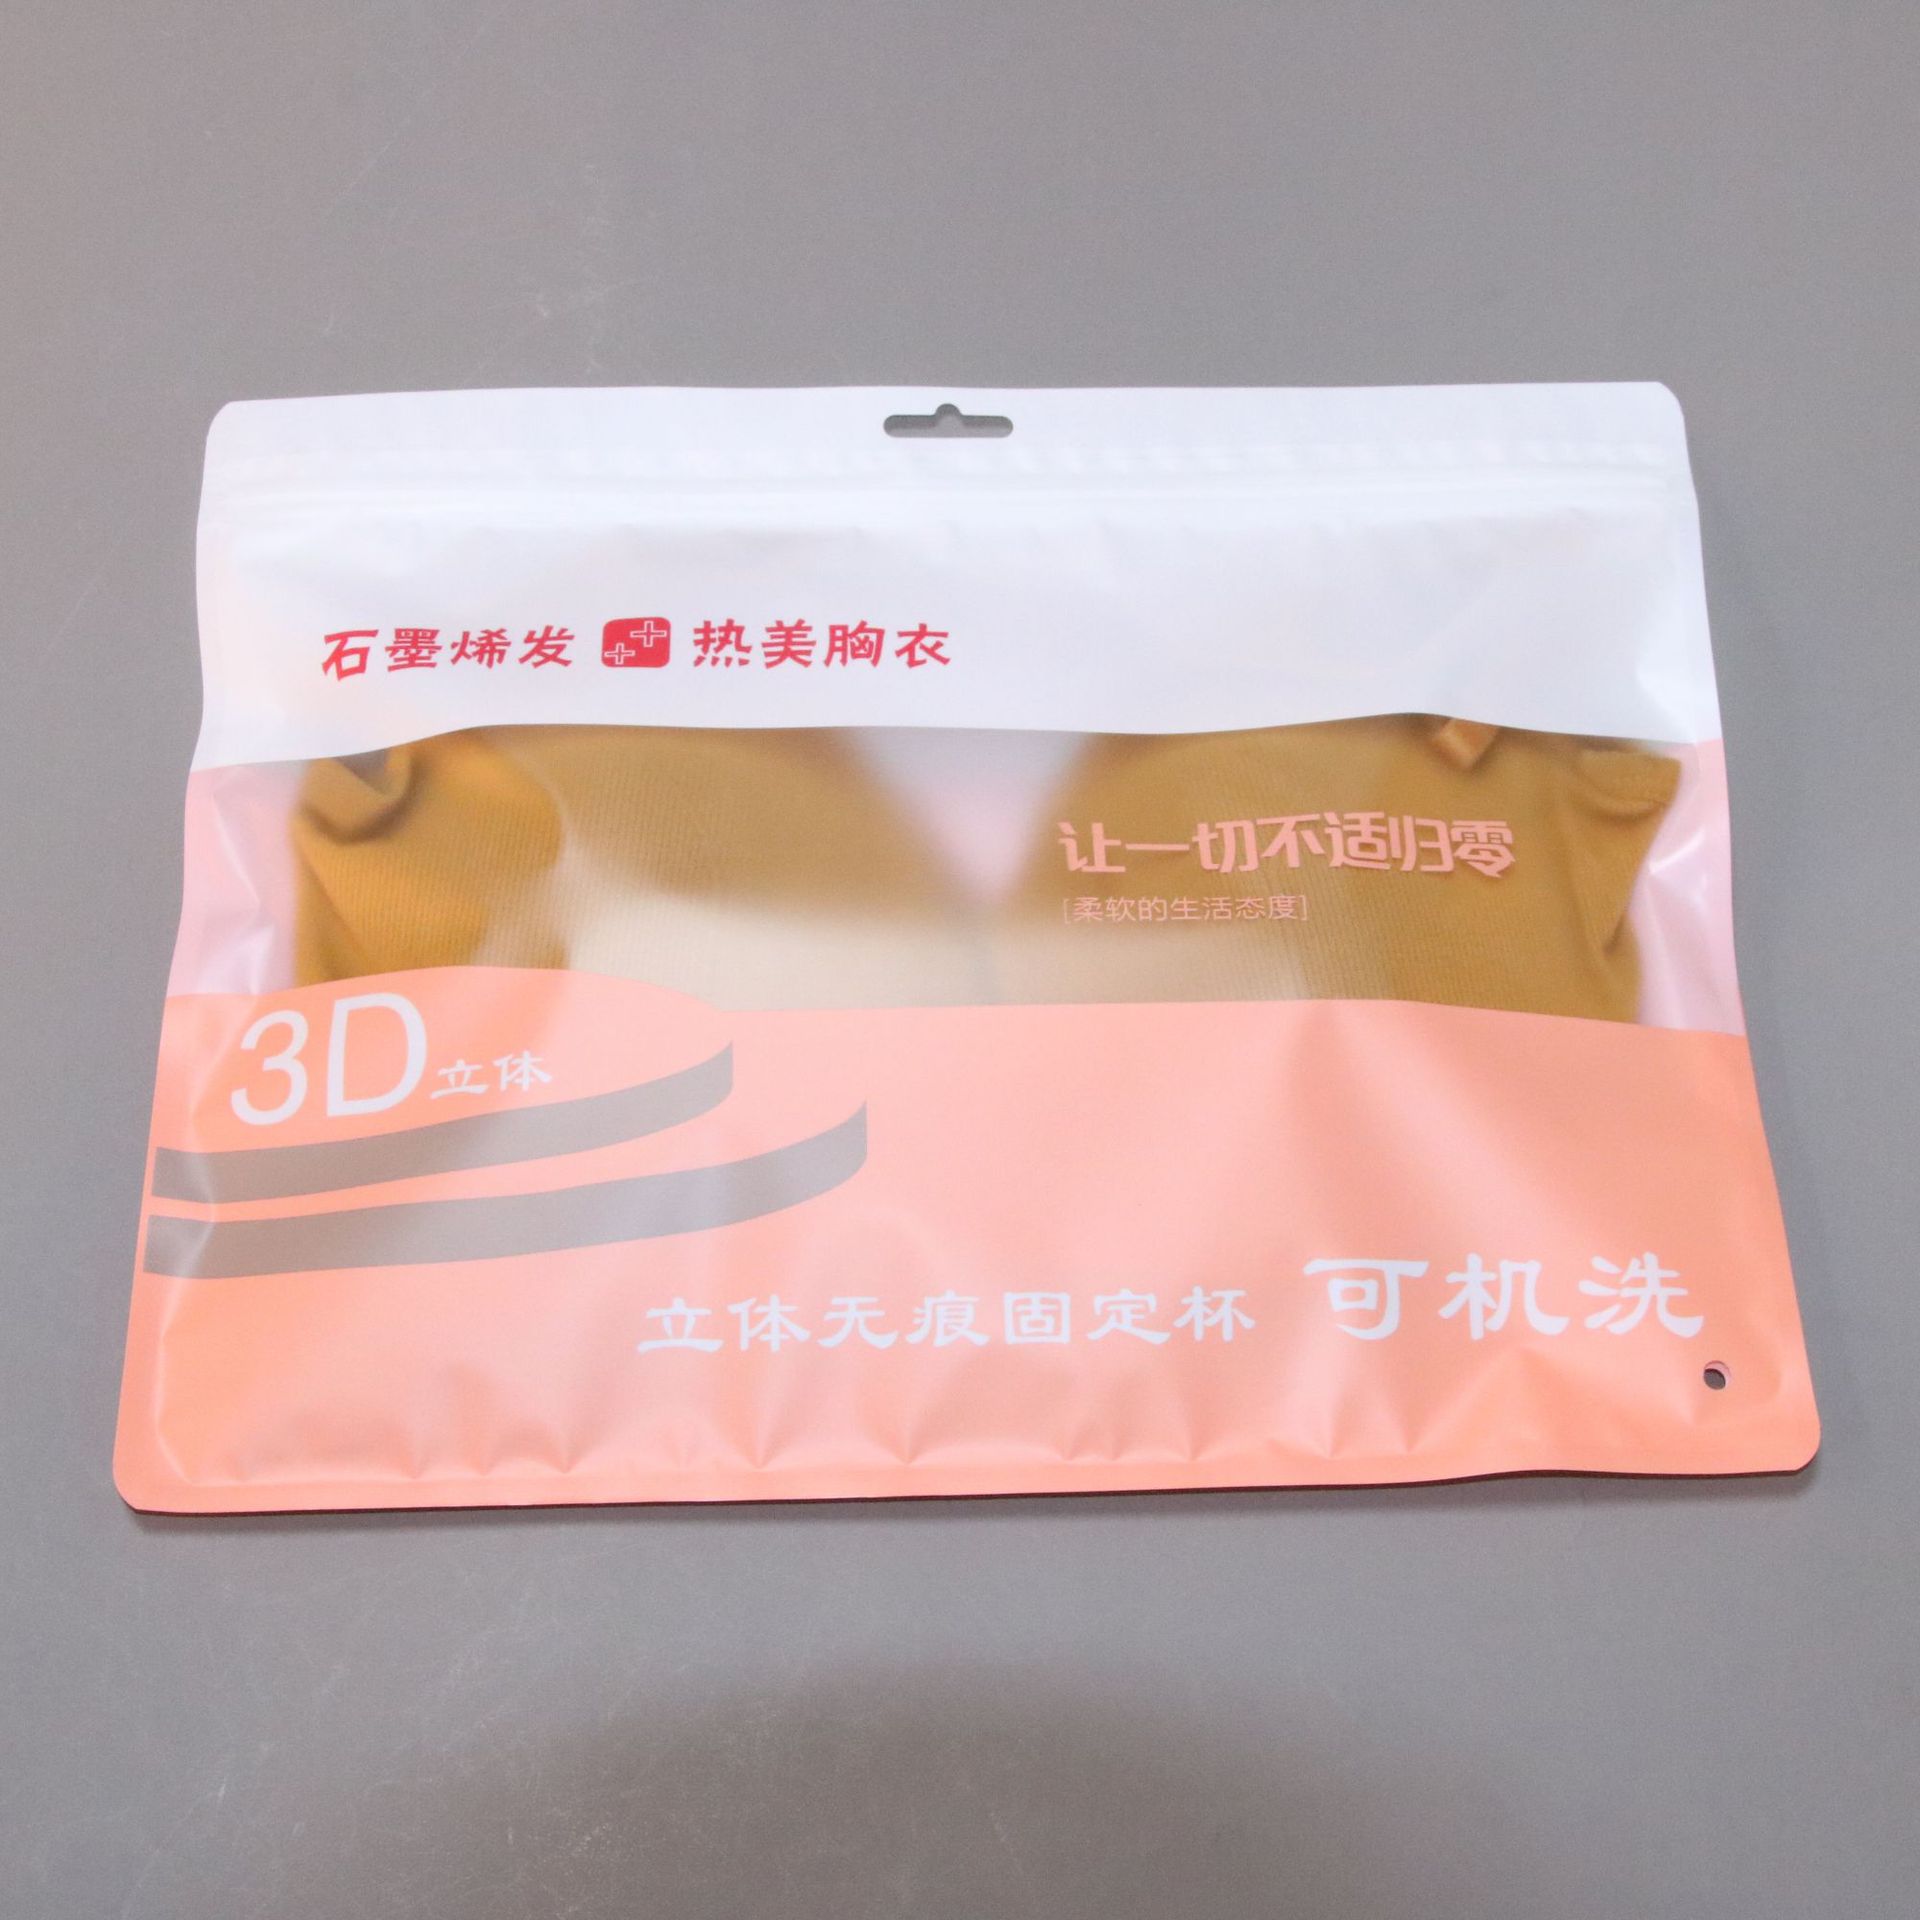 石墨烯发热美胸衣
让一切不适归零
[柔软的生活态度]
3D立体
立体无痕固定杯 可机洗